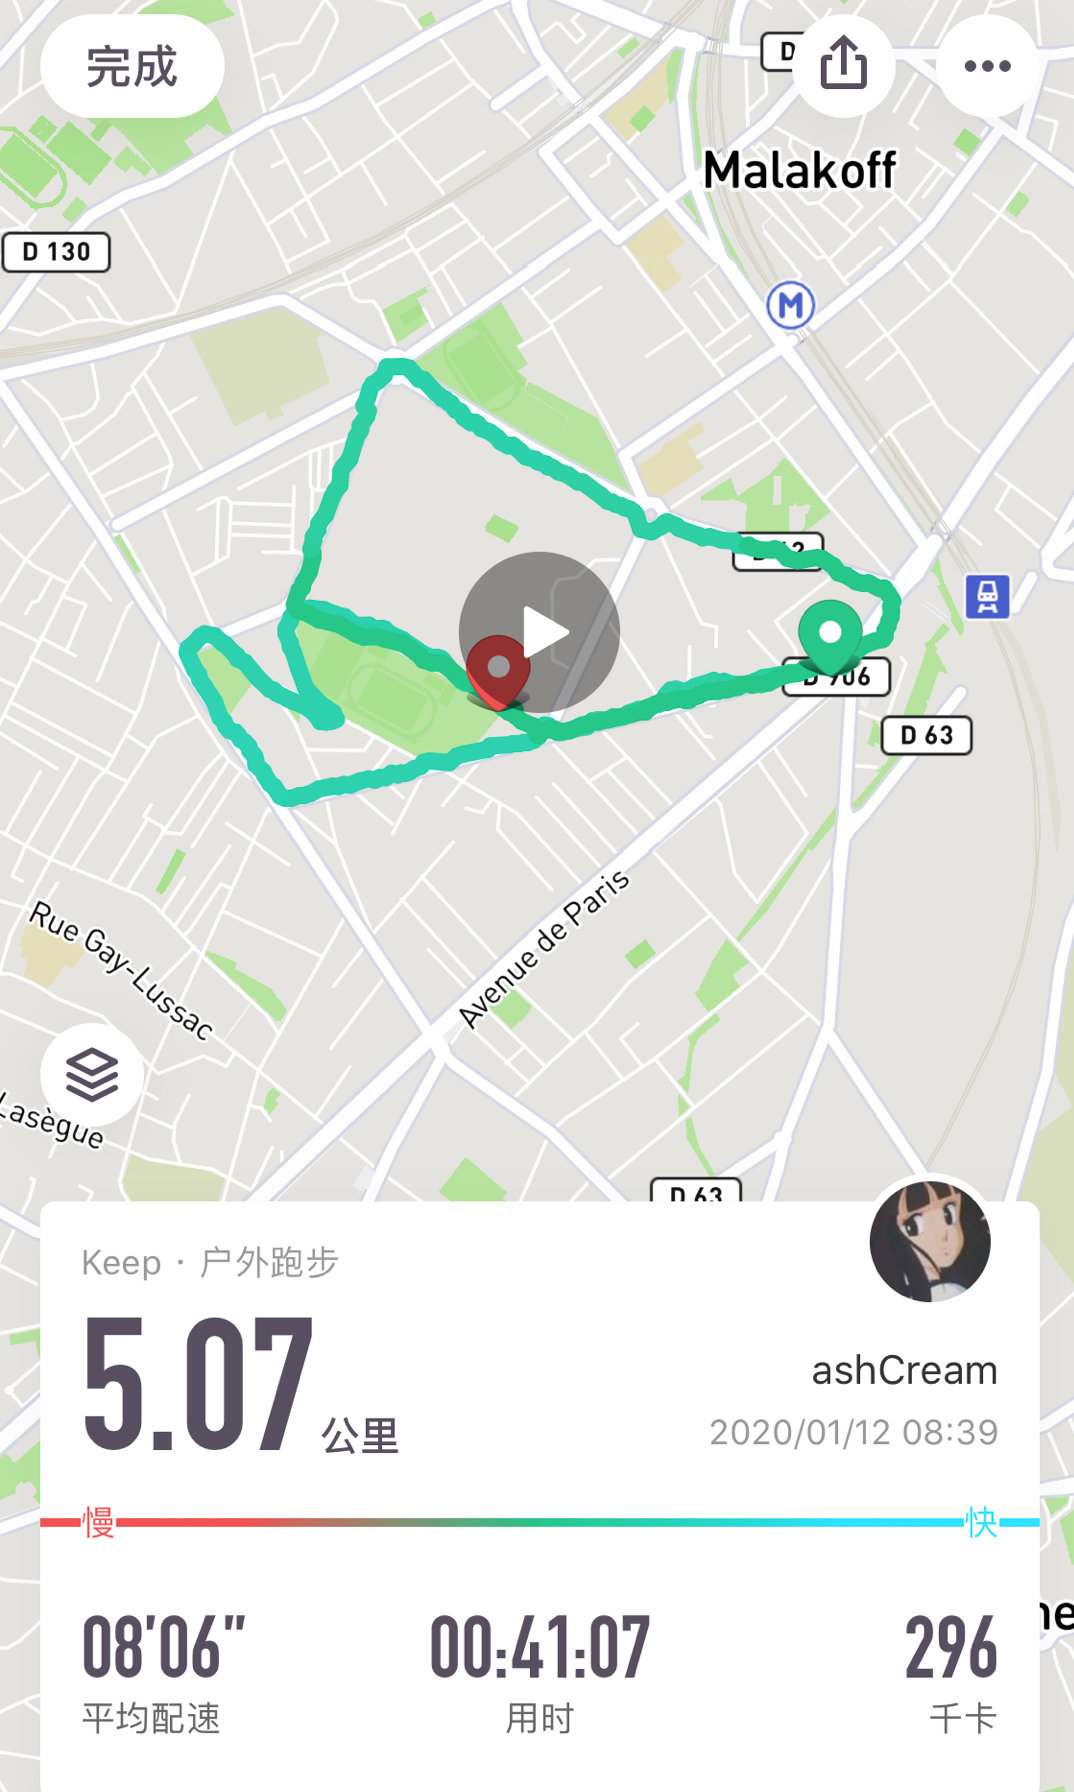 完成
D
Malakoff
D 130
M
D 906
D 63
Avenue de Paris
Rue Gay-Lussac
Lasègue
D 63
Keep · 户外跑步
5.07 公里
ashCream
2020/01/12 08:39
慢 快
08'06" 00:41:07 296
平均配速 用时 千卡